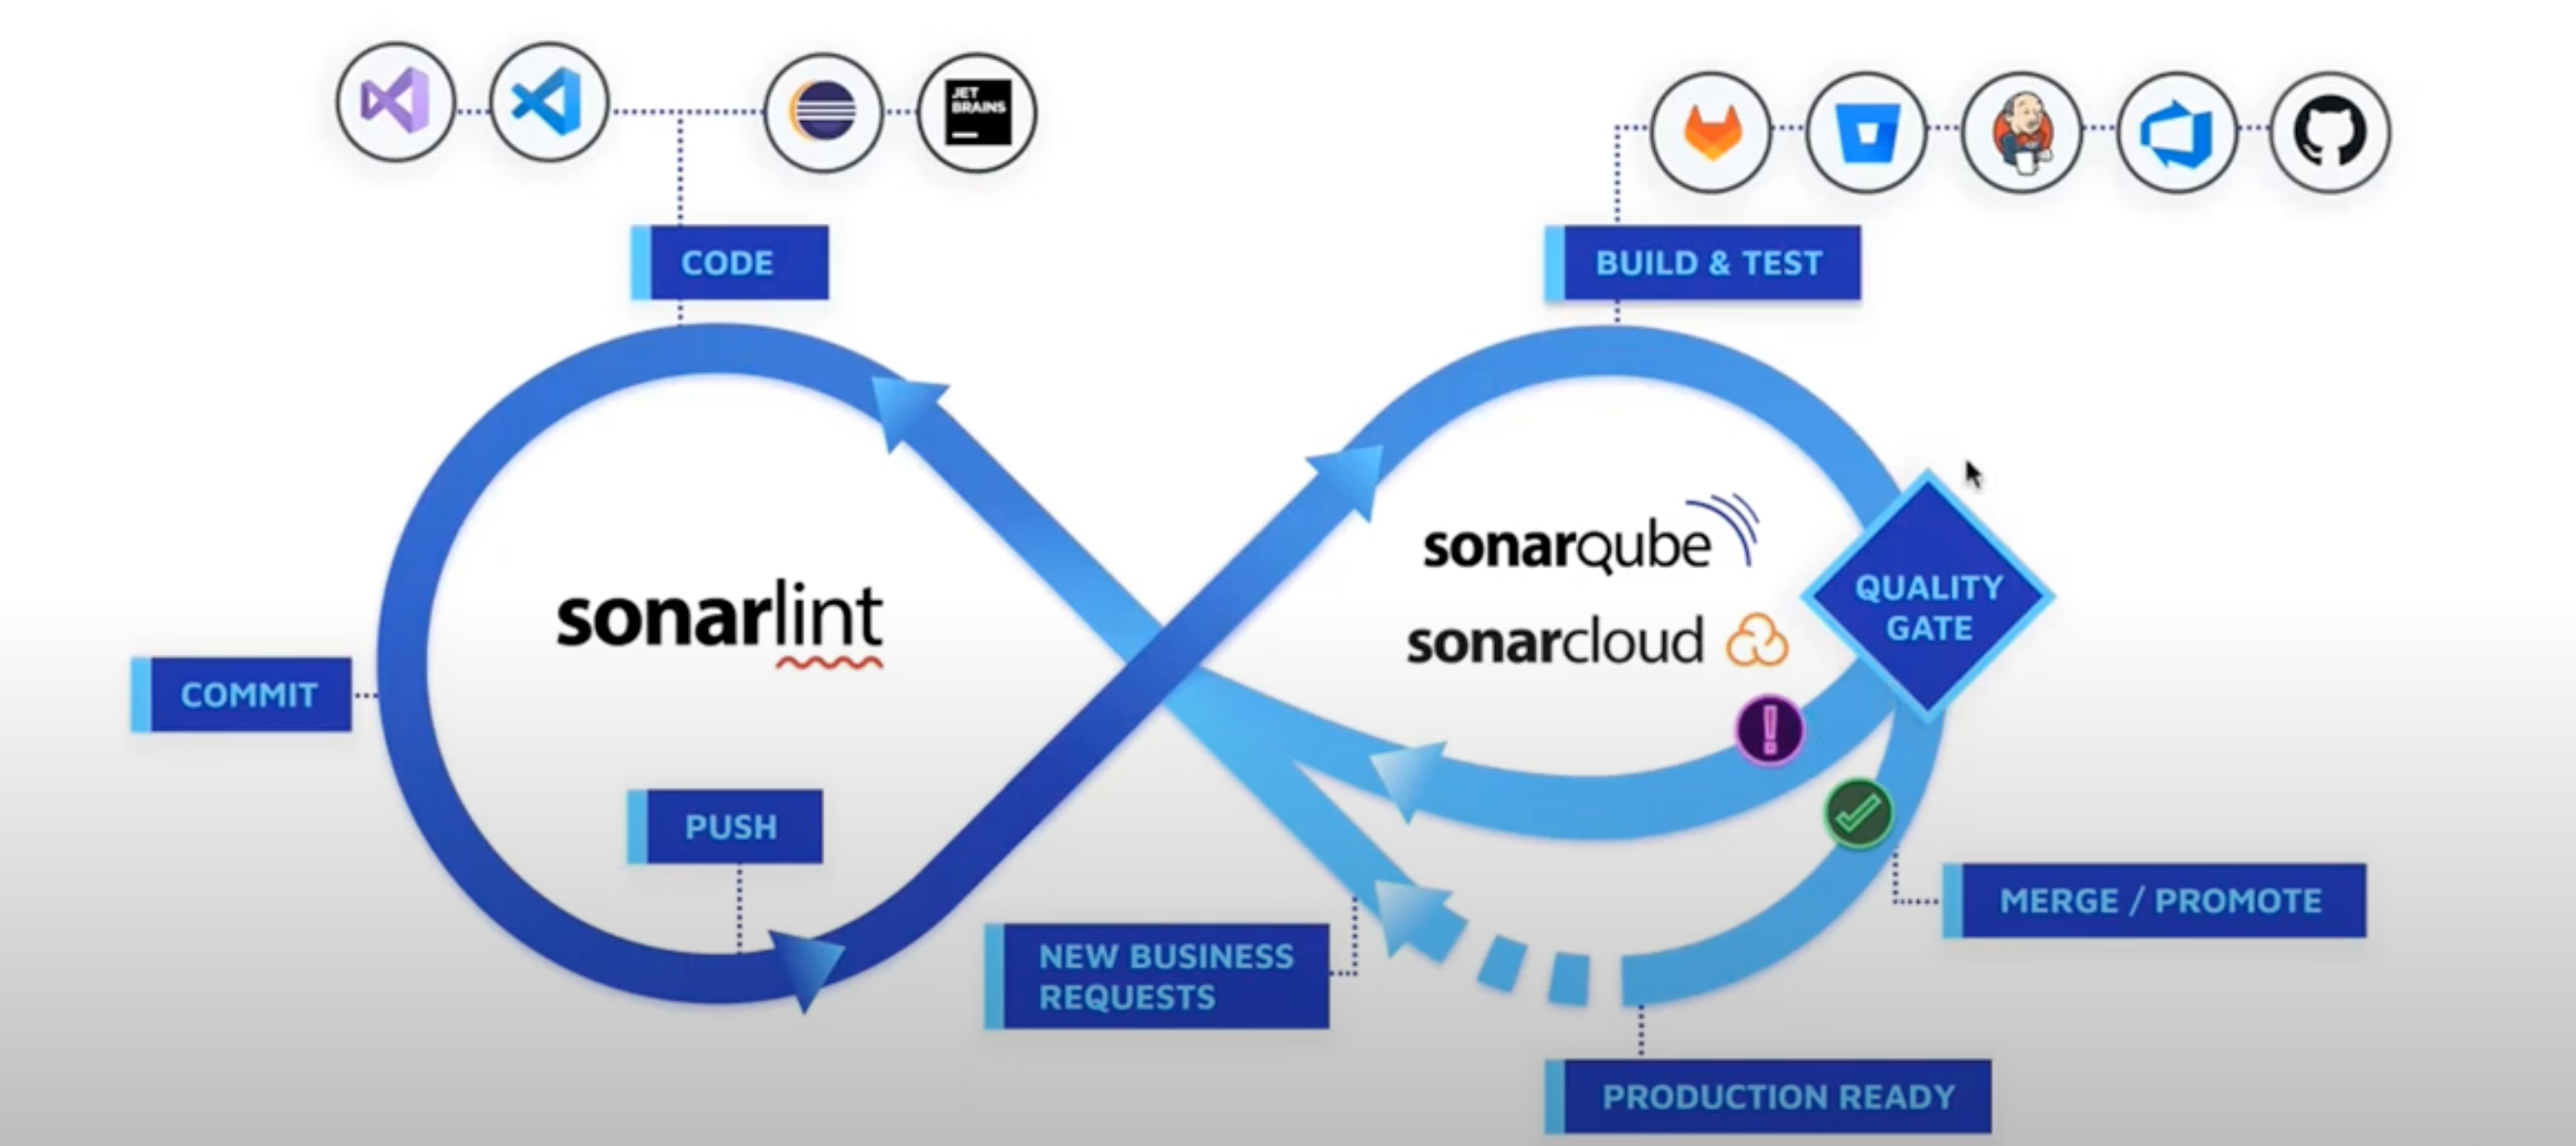 JET
BRAINS
CODE
BUILD & TEST
sonarqube
QUALITY
GATE
sonarlint
sonarcloud
COMMIT
PUSH
MERGE / PROMOTE
NEW BUSINESS
REQUESTS
PRODUCTION READY